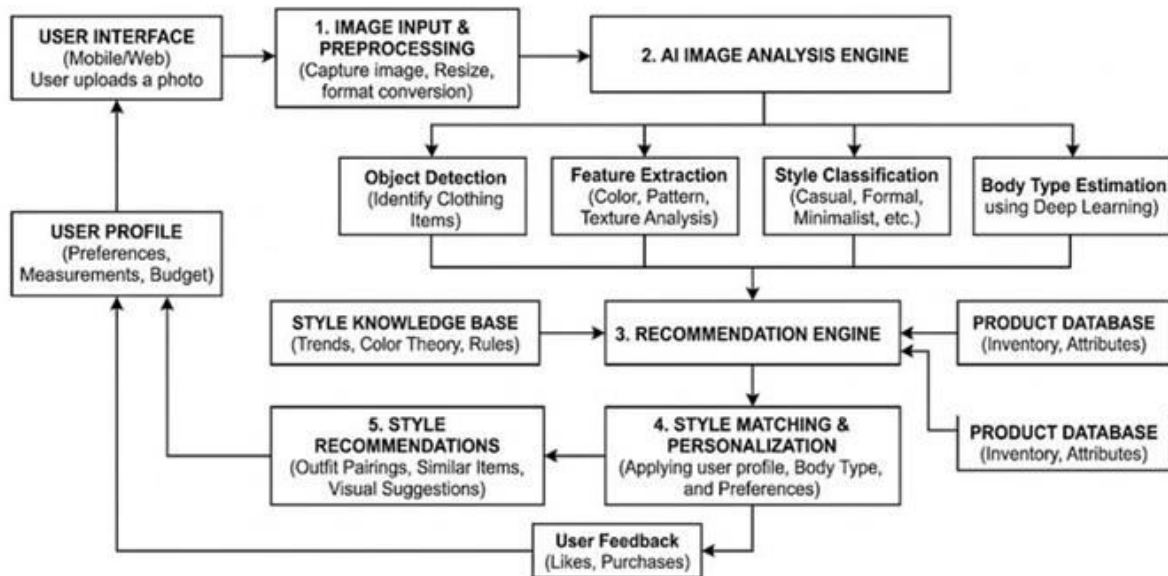 USER INTERFACE
(Mobile/Web)
User uploads a photo
1. IMAGE INPUT &
PREPROCESSING
(Capture image, Resize,
format conversion)
2. AI IMAGE ANALYSIS ENGINE
Object Detection
(Identify Clothing
Items)
Feature Extraction
(Color, Pattern,
Texture Analysis)
Style Classification
(Casual, Formal,
Minimalist, etc.)
Body Type Estimation
using Deep Learning)
USER PROFILE
(Preferences,
Measurements, Budget)
STYLE KNOWLEDGE BASE
(Trends, Color Theory, Rules)
3. RECOMMENDATION ENGINE
PRODUCT DATABASE
(Inventory, Attributes)
5. STYLE
RECOMMENDATIONS
(Outfit Pairings, Similar Items,
Visual Suggestions)
4. STYLE MATCHING &
PERSONALIZATION
(Applying user profile, Body Type,
and Preferences)
PRODUCT DATABASE
(Inventory, Attributes)
User Feedback
(Likes, Purchases)